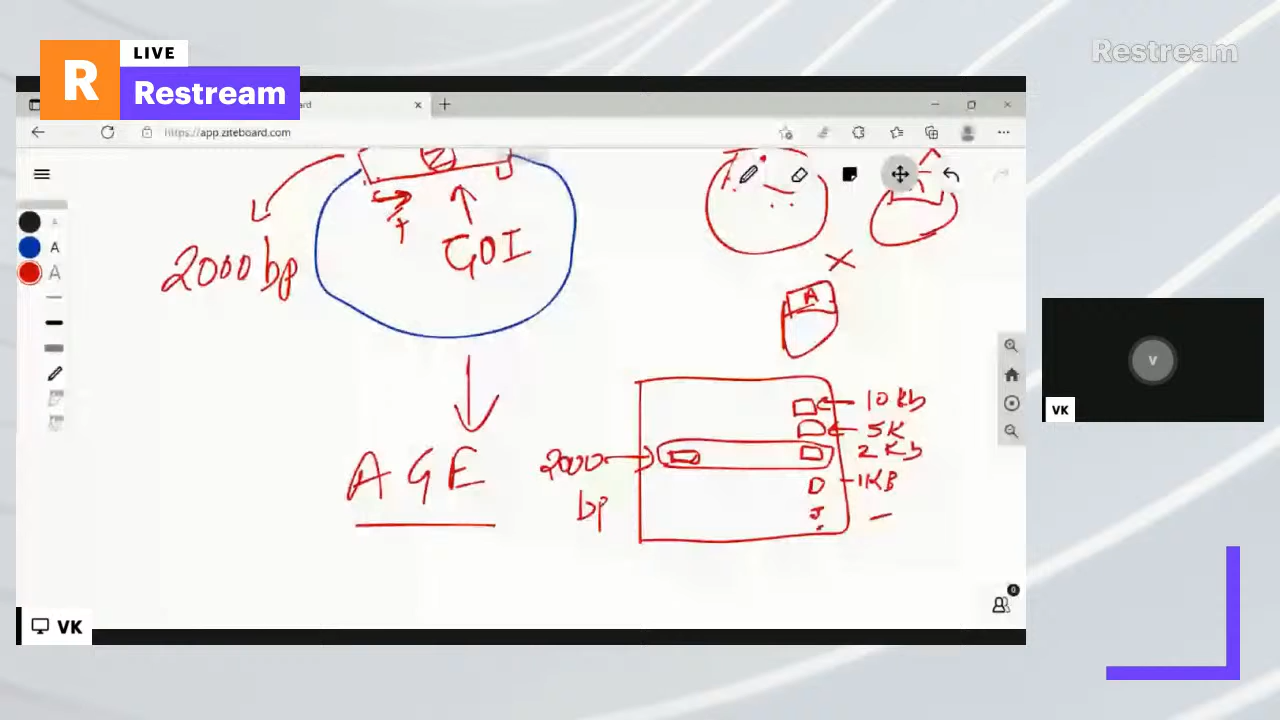 LIVE
R
Restream
Restream
https://app.ziteboard.com
A
A
A
2000 bp
GOI
A
10 Kb
5K
2 Kb
1KB
2000
bp
AGE
V
VK
0
VK